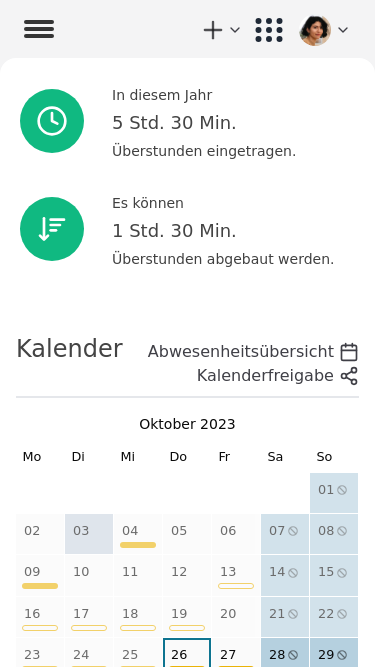 In diesem Jahr
5 Std. 30 Min.
Überstunden eingetragen.
Es können
1 Std. 30 Min.
Überstunden abgebaut werden.
Kalender
Abwesenheitsübersicht
Kalenderfreigabe
Oktober 2023
Mo Di Mi Do Fr Sa So
01
02 03 04 05 06 07 08
09 10 11 12 13 14 15
16 17 18 19 20 21 22
23 24 25 26 27 28 29